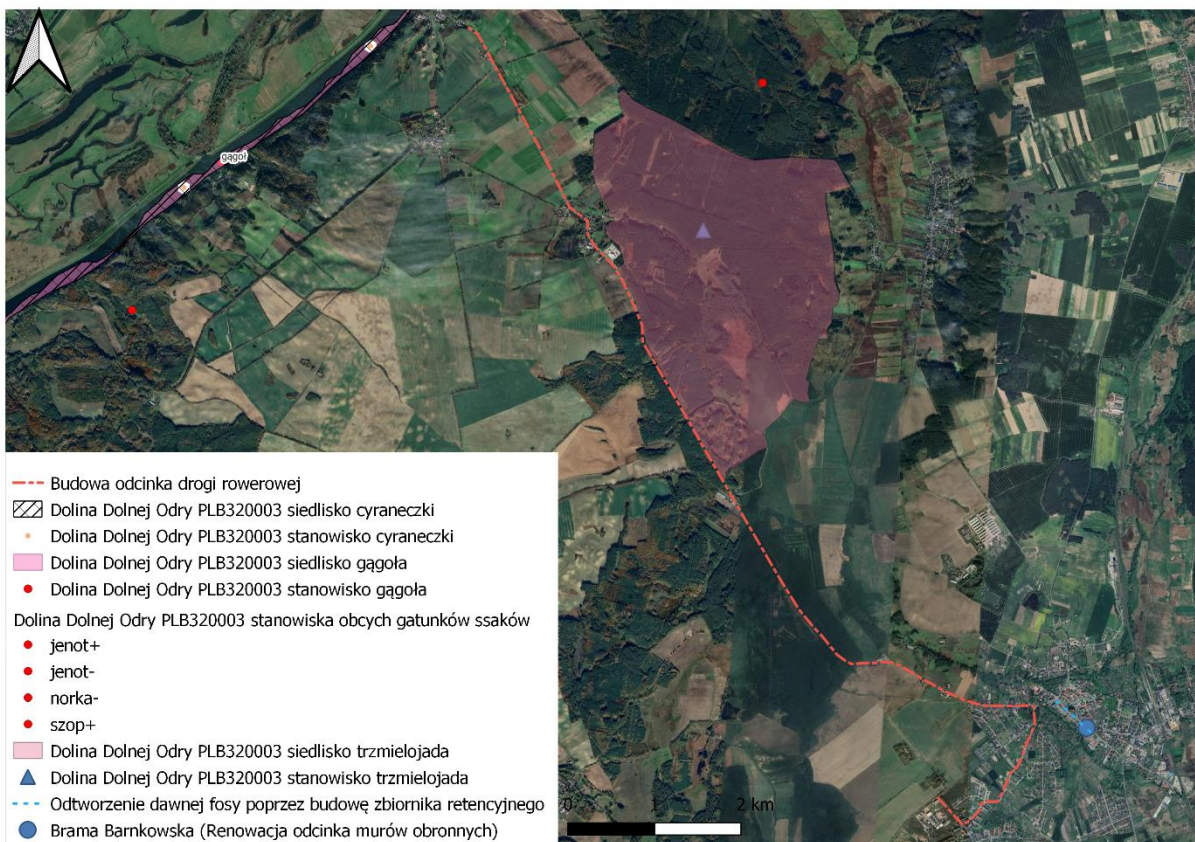 gągoł
Budowa odcinka drogi rowerowej
Dolina Dolnej Odry PLB320003 siedlisko cyraneczki
Dolina Dolnej Odry PLB320003 stanowisko cyraneczki
Dolina Dolnej Odry PLB320003 siedlisko gągoła
Dolina Dolnej Odry PLB320003 stanowisko gągoła
Dolina Dolnej Odry PLB320003 stanowiska obcych gatunków ssaków
jenot+
jenot-
norka-
szop+
Dolina Dolnej Odry PLB320003 siedlisko trzmielojada
Dolina Dolnej Odry PLB320003 stanowisko trzmielojada
Odtworzenie dawnej fosy poprzez budowę zbiornika retencyjnego
Brama Barnkowska (Renowacja odcinka murów obronnych)
0 1 2 km